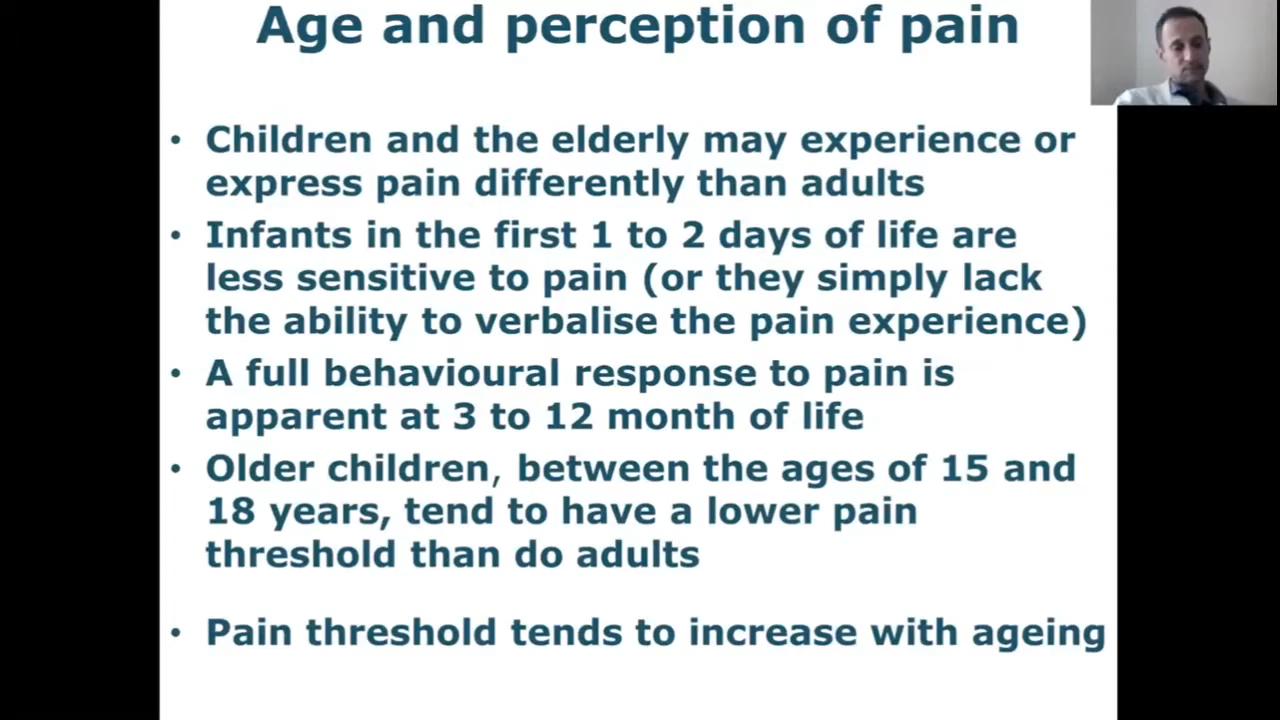 Age and perception of pain
• Children and the elderly may experience or
express pain differently than adults
• Infants in the first 1 to 2 days of life are
less sensitive to pain (or they simply lack
the ability to verbalise the pain experience)
• A full behavioural response to pain is
apparent at 3 to 12 month of life
• Older children, between the ages of 15 and
18 years, tend to have a lower pain
threshold than do adults
• Pain threshold tends to increase with ageing